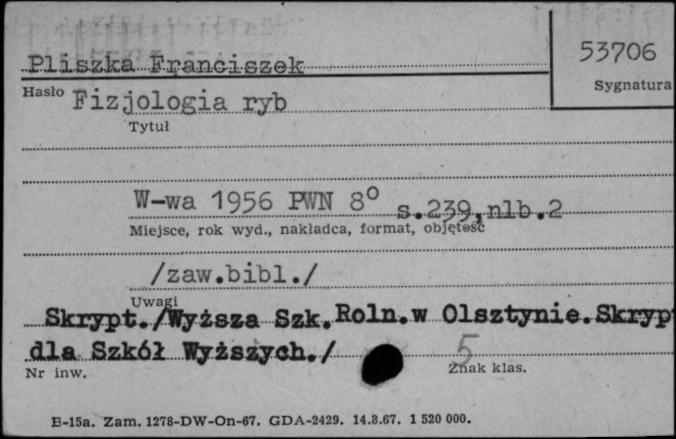 53706
Pliszka Franciszek
Sygnatura
Hasło Fizjologia ryb
Tytuł
W-wa 1956 PWN 8° s.239,nlb.2
Miejsce, rok wyd., nakładca, format, objętość
/zaw.bibl./
Uwagi
Skrypt./Wyższa Szk.Roln.w Olsztynie.Skryp
dla Szkół Wyższych./ 5
Nr inw. Znak klas.
B-15a. Zam. 1278-DW-On-67. GDA-2429. 14.8.67. 1 520 000.